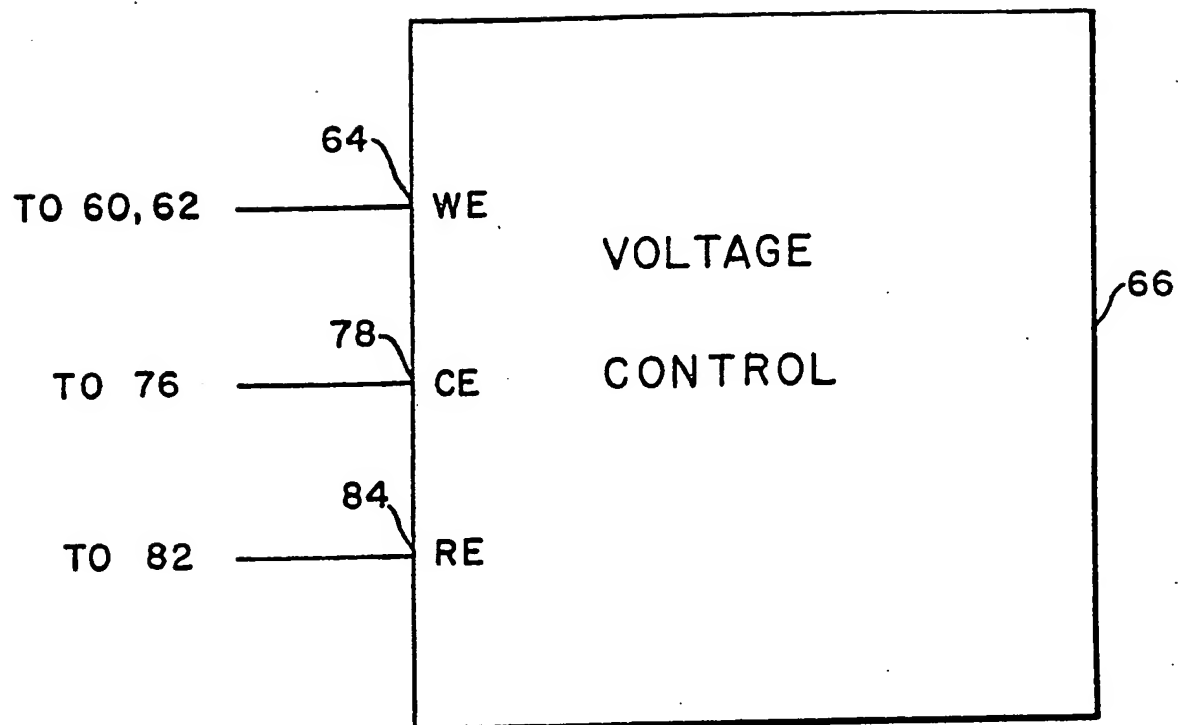 64
TO 60, 62 WE
VOLTAGE
66
78
TO 76 CE
CONTROL
84
TO 82 RE